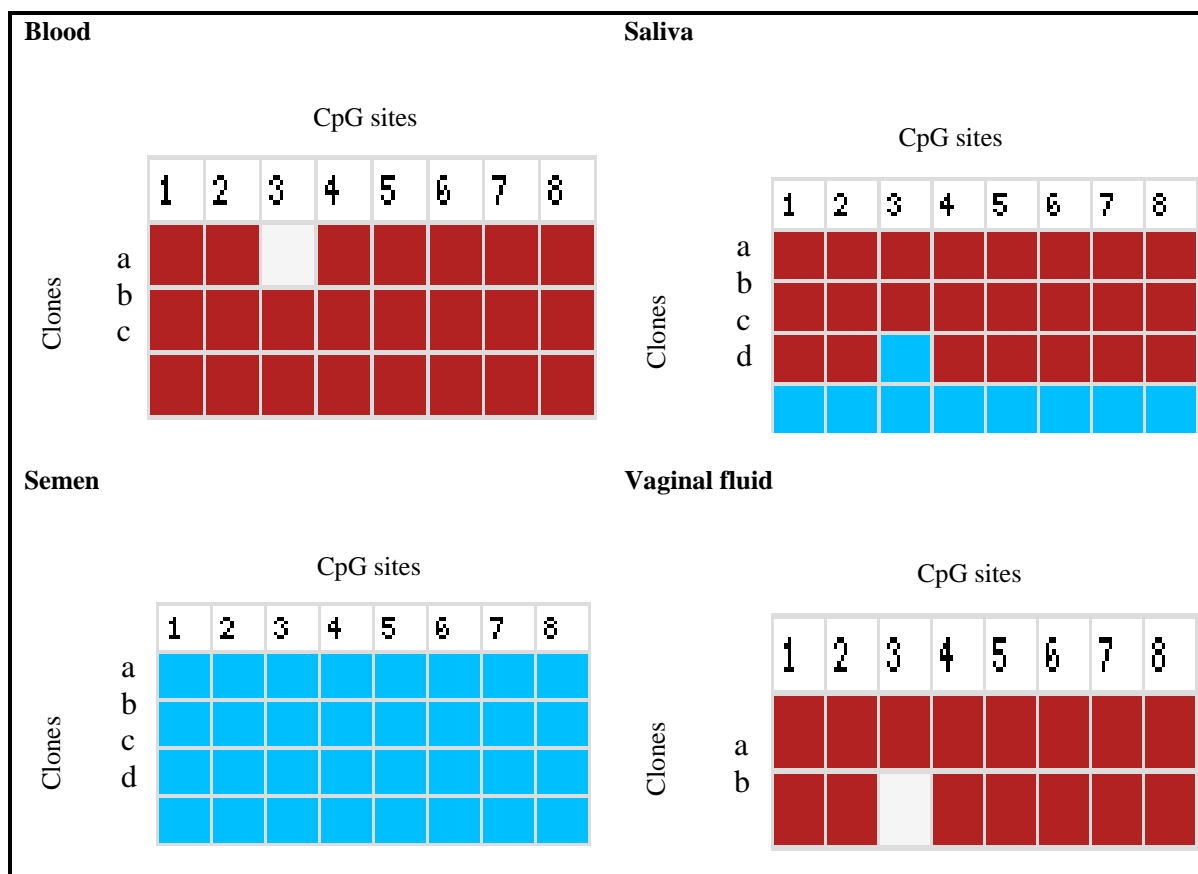 Blood
CpG sites
1 2 3 4 5 6 7 8
Clones
a
b
c
Saliva
CpG sites
1 2 3 4 5 6 7 8
Clones
a
b
c
d
Semen
CpG sites
1 2 3 4 5 6 7 8
Clones
a
b
c
d
Vaginal fluid
CpG sites
1 2 3 4 5 6 7 8
Clones
a
b